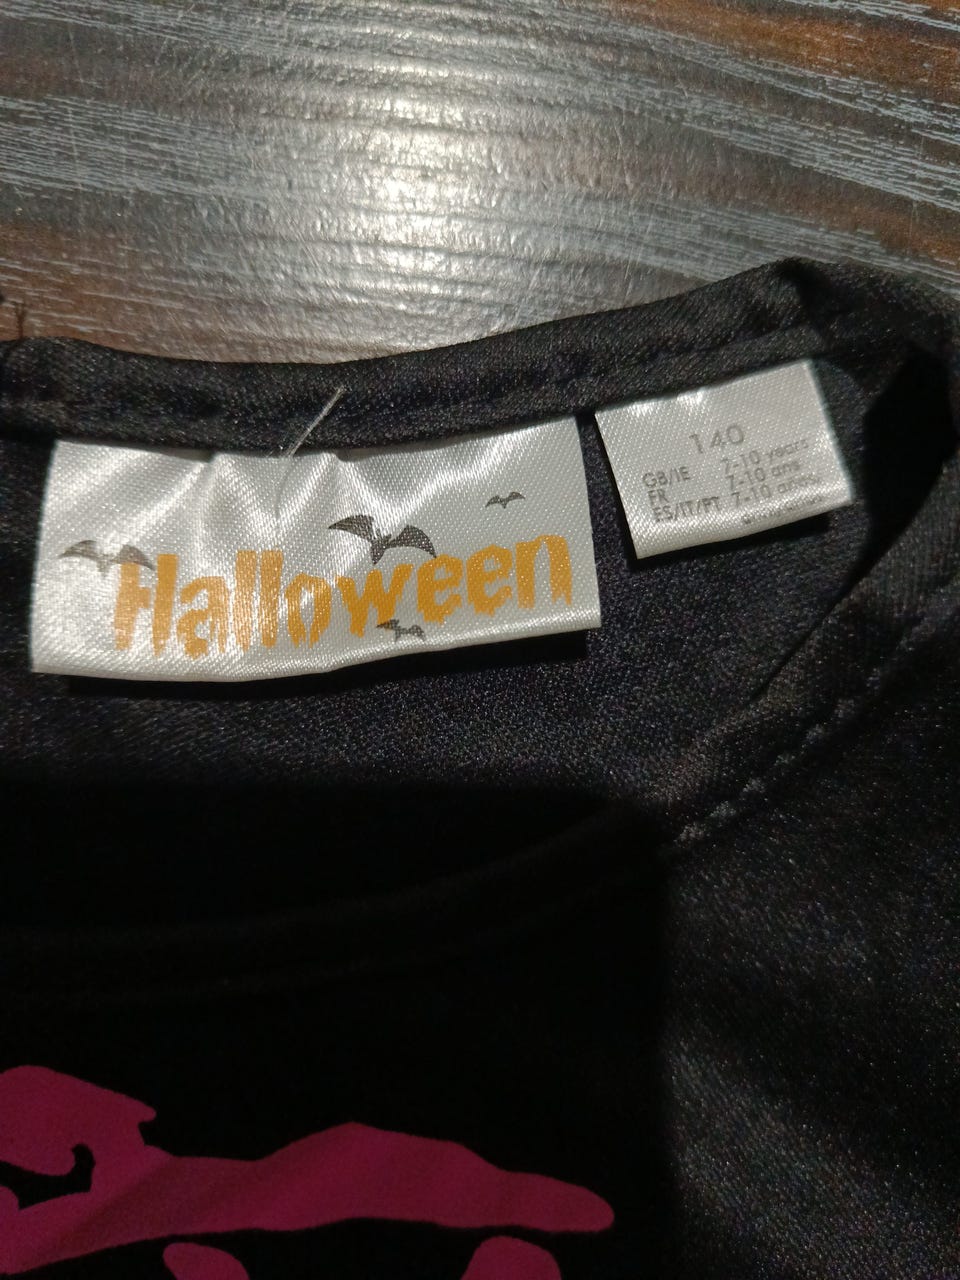 Halloween
140
GB/IE 7-10 years
FR 7-10 ans
ES/IT/PT 7-10 años